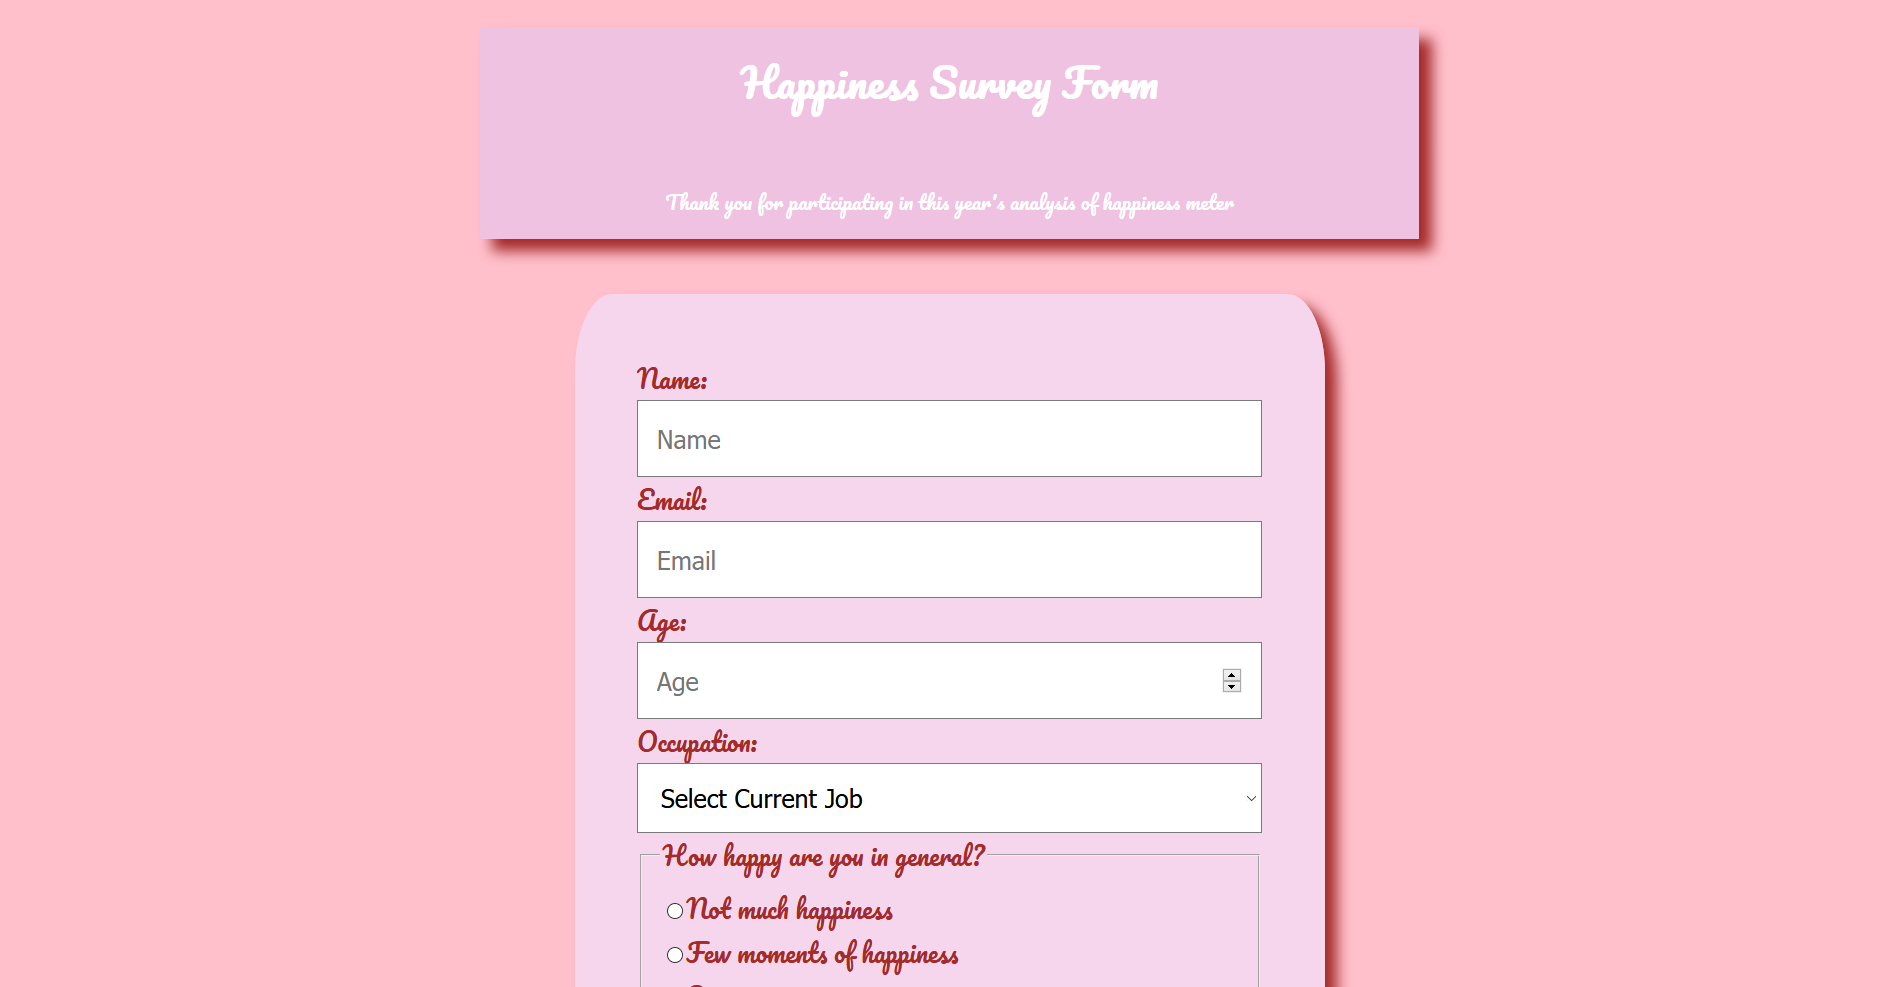 Happiness Survey Form
Thank you for participating in this year's analysis of happiness meter
Name:
Name
Email:
Email
Age:
Age
Occupation:
Select Current Job
How happy are you in general?
Not much happiness
Few moments of happiness